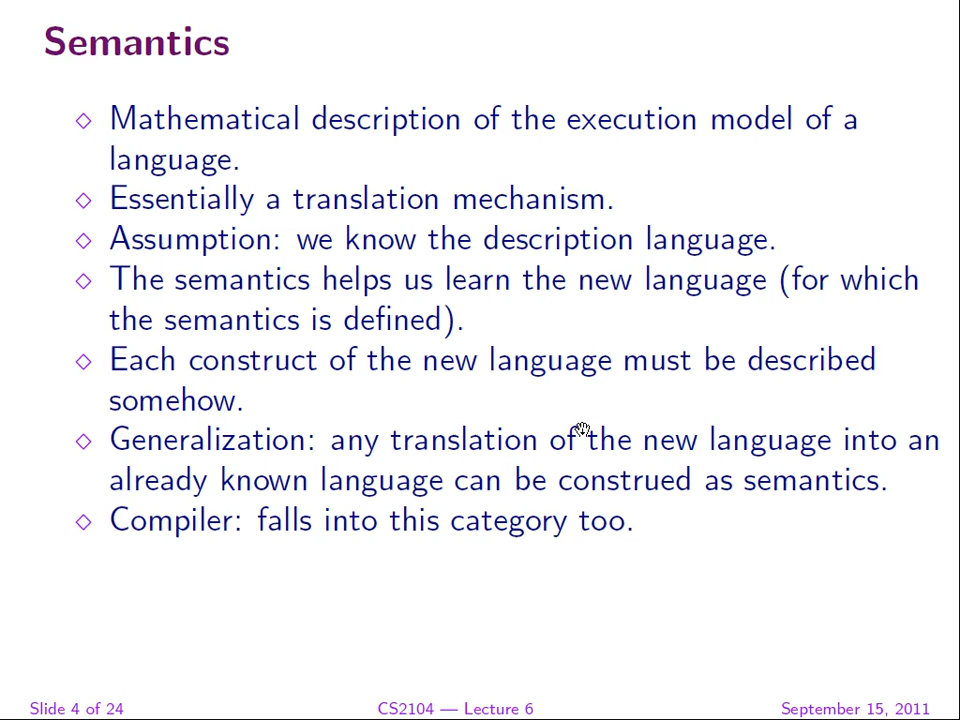 Semantics
◇ Mathematical description of the execution model of a
language.
◇ Essentially a translation mechanism.
◇ Assumption: we know the description language.
◇ The semantics helps us learn the new language (for which
the semantics is defined).
◇ Each construct of the new language must be described
somehow.
◇ Generalization: any translation of the new language into an
already known language can be construed as semantics.
◇ Compiler: falls into this category too.
Slide 4 of 24 CS2104 — Lecture 6 September 15, 2011